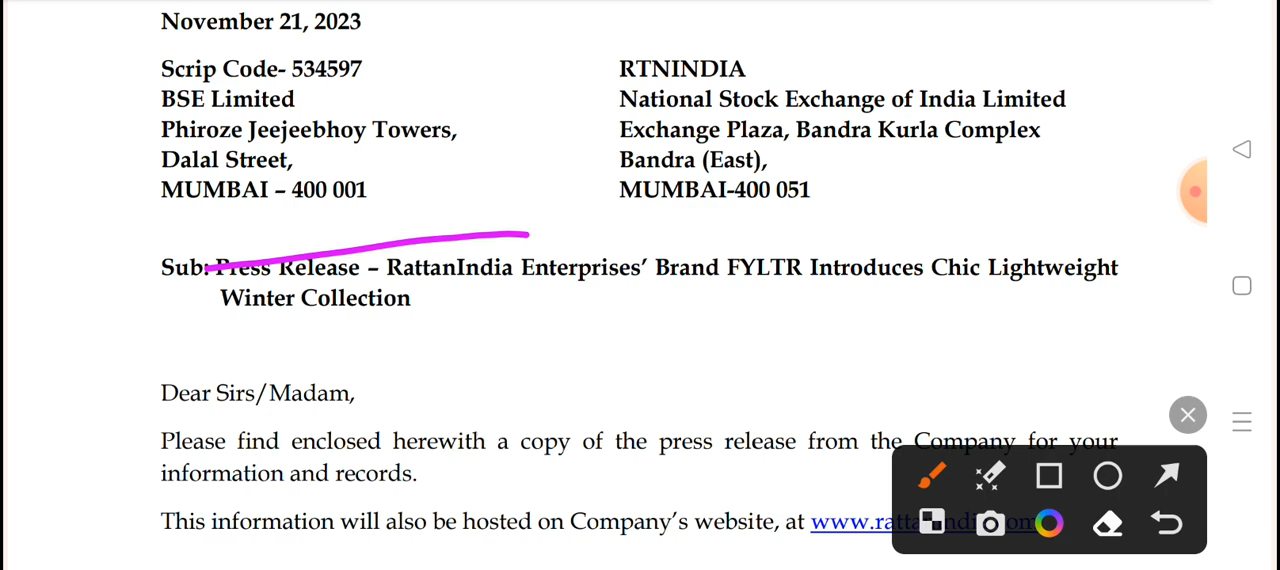 November 21, 2023
Scrip Code- 534597
BSE Limited
Phiroze Jeejeebhoy Towers,
Dalal Street,
MUMBAI – 400 001
RTNINDIA
National Stock Exchange of India Limited
Exchange Plaza, Bandra Kurla Complex
Bandra (East),
MUMBAI-400 051
Sub: Press Release – RattanIndia Enterprises’ Brand FYLTR Introduces Chic Lightweight
Winter Collection
Dear Sirs/Madam,
Please find enclosed herewith a copy of the press release from the Company for your
information and records.
This information will also be hosted on Company’s website, at